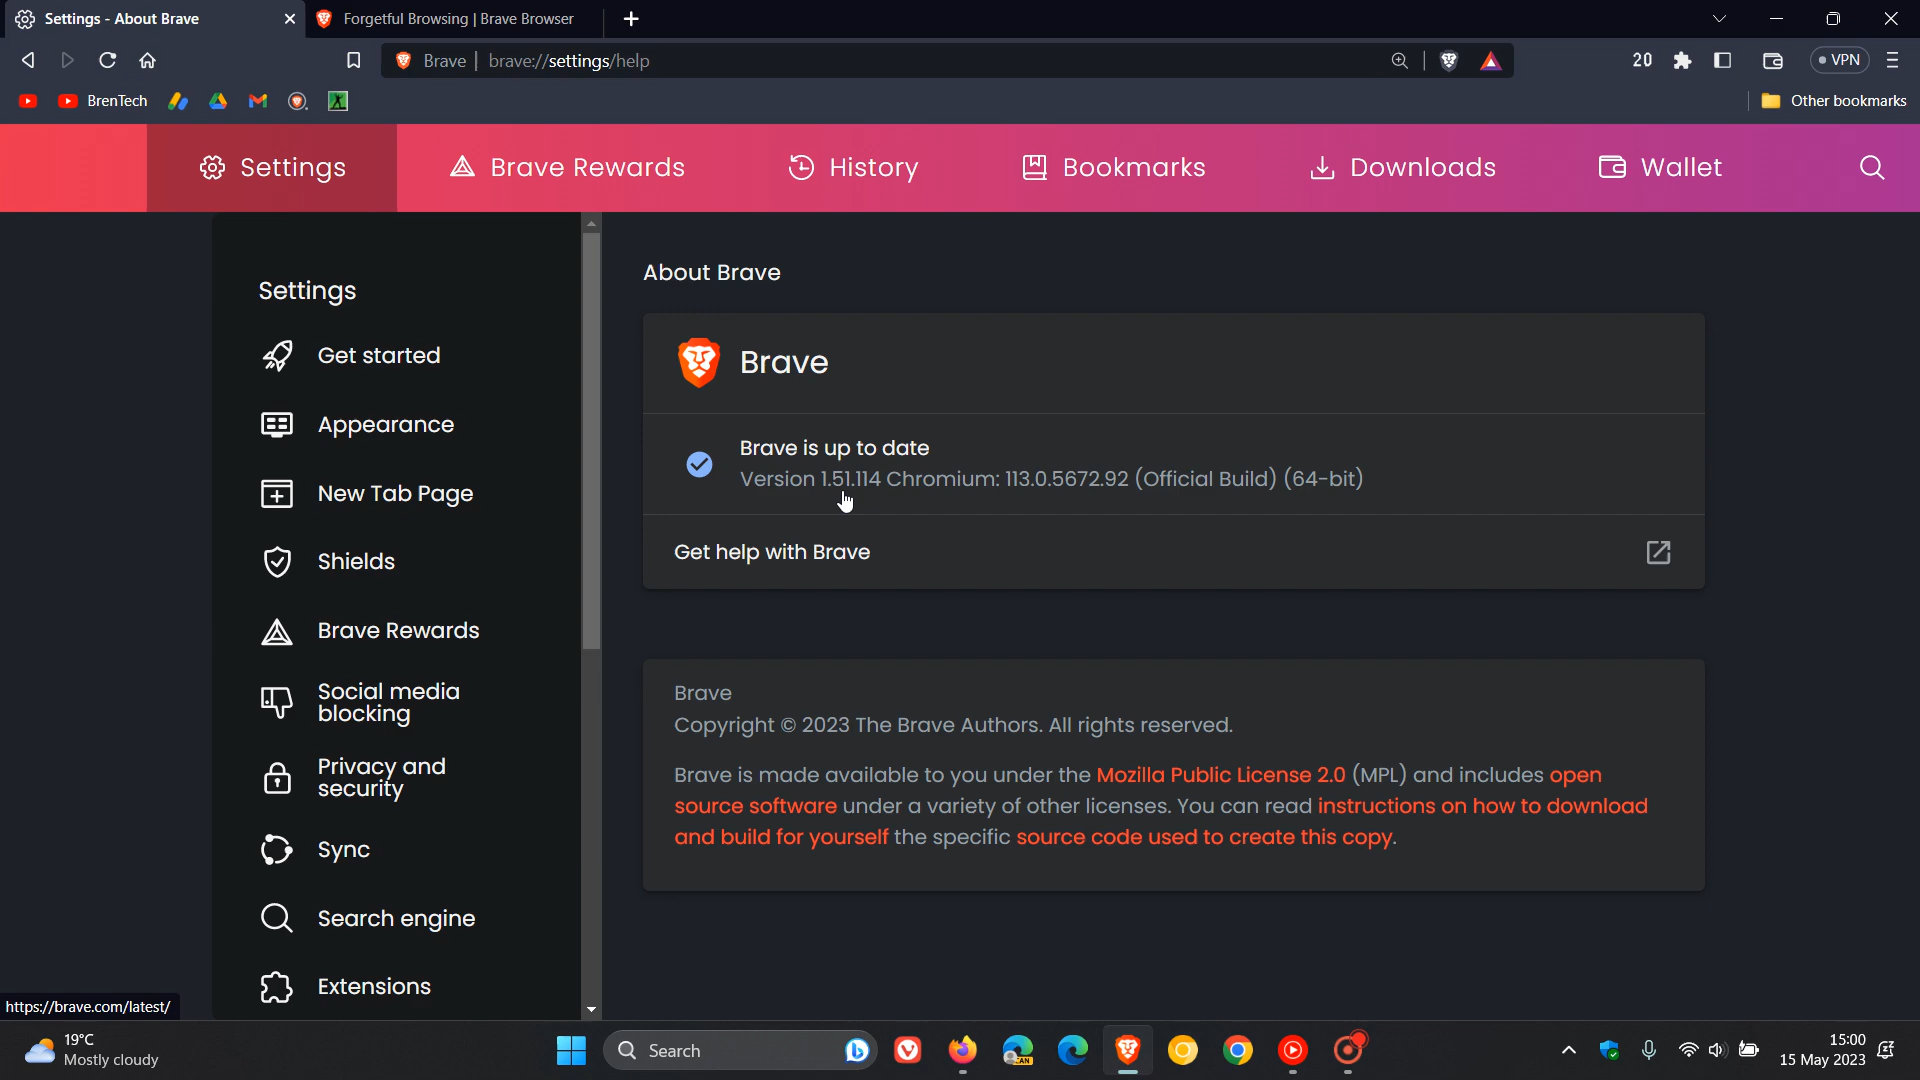 Settings - About Brave
Forgetful Browsing | Brave Browser
Brave | brave://settings/help
20
VPN
BrenTech
Other bookmarks
Settings
Brave Rewards
History
Bookmarks
Downloads
Wallet
Settings
Get started
Appearance
New Tab Page
Shields
Brave Rewards
Social media
blocking
Privacy and
security
Sync
Search engine
Extensions
About Brave
Brave
Brave is up to date
Version 1.51.114 Chromium: 113.0.5672.92 (Official Build) (64-bit)
Get help with Brave
Brave
Copyright © 2023 The Brave Authors. All rights reserved.
Brave is made available to you under the Mozilla Public License 2.0 (MPL) and includes open
source software under a variety of other licenses. You can read instructions on how to download
and build for yourself the specific source code used to create this copy.
https://brave.com/latest/
19°C
Mostly cloudy
Search
CAN
15:00
15 May 2023